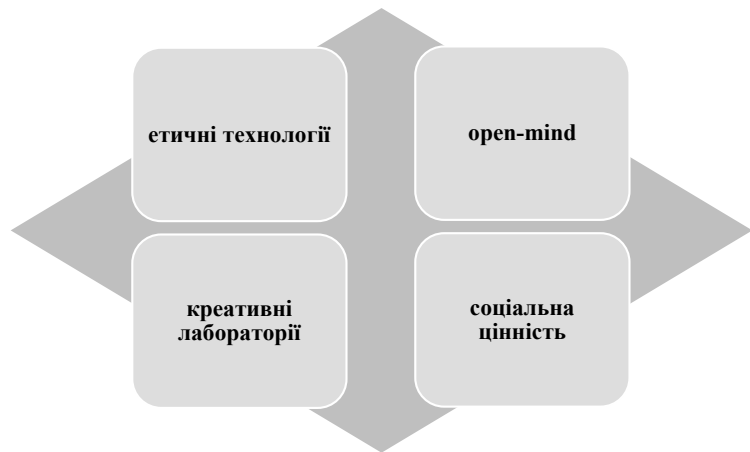 етичні технології
open-mind
креативні
лабораторії
соціальна
цінність